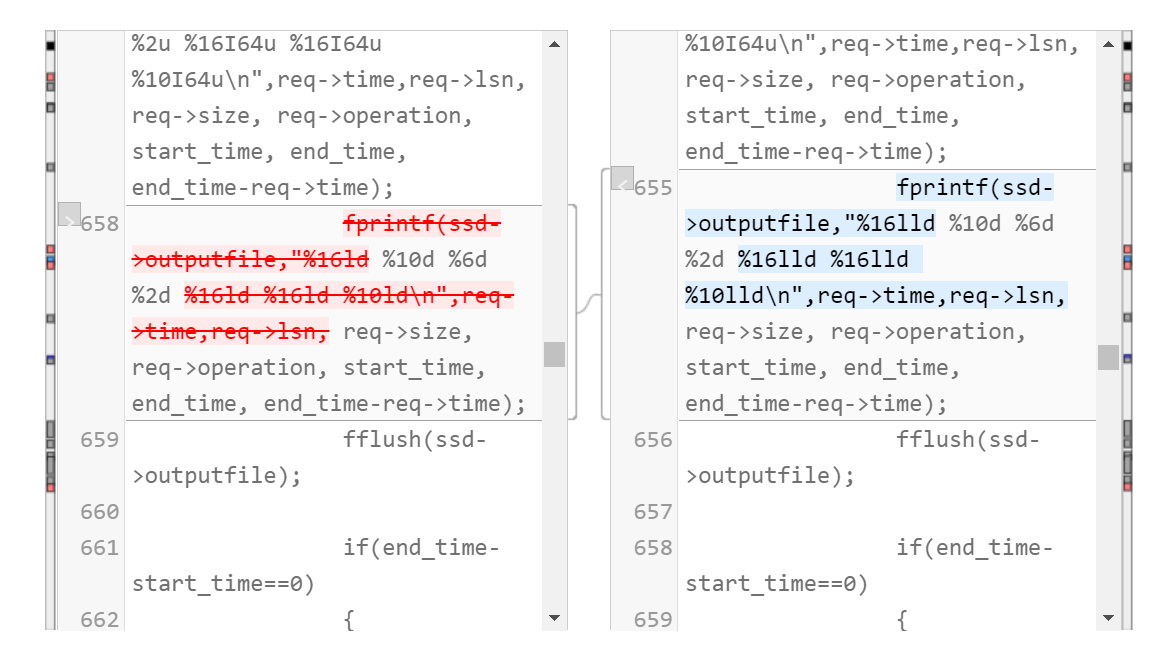 %2u %16I64u %16I64u
%10I64u\n",req->time,req->lsn,
req->size, req->operation,
start_time, end_time,
end_time-req->time);
658 fprintf(ssd-
>outputfile,"%16ld %10d %6d
%2d %16ld %16ld %10ld\n",req-
>time,req->lsn, req->size,
req->operation, start_time,
end_time, end_time-req->time);
659 fflush(ssd-
>outputfile);
660
661 if(end_time-
start_time==0)
662 {
%10I64u\n",req->time,req->lsn,
req->size, req->operation,
start_time, end_time,
end_time-req->time);
655 fprintf(ssd-
>outputfile,"%16lld %10d %6d
%2d %16lld %16lld
%10lld\n",req->time,req->lsn,
req->size, req->operation,
start_time, end_time,
end_time-req->time);
656 fflush(ssd-
>outputfile);
657
658 if(end_time-
start_time==0)
659 {